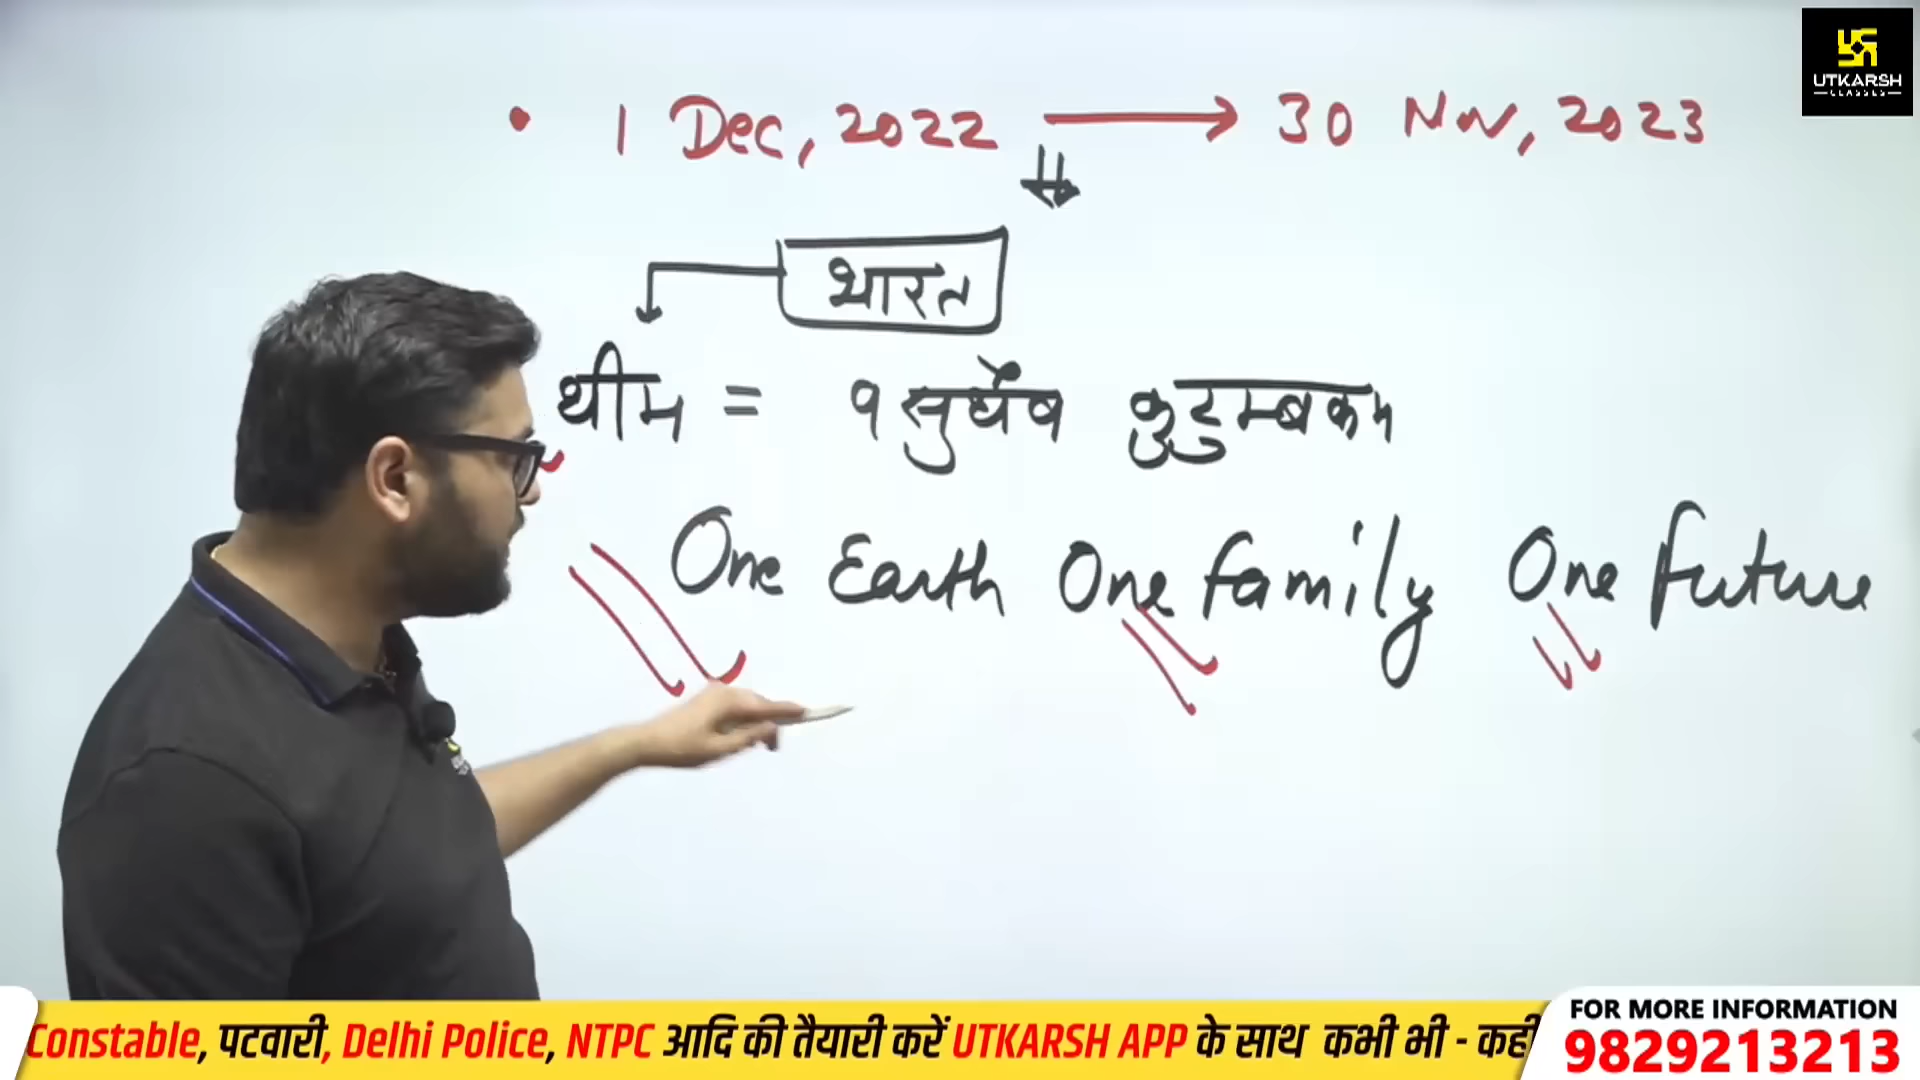 UTKARSH
CLASSES
• 1 Dec, 2022 → 30 Nov, 2023
भारत
थीम = वसुधैव कुटुम्बकम
One Earth One family One future
Constable, पटवारी, Delhi Police, NTPC आदि की तैयारी करें UTKARSH APP के साथ कभी भी - कहीं
FOR MORE INFORMATION
9829213213